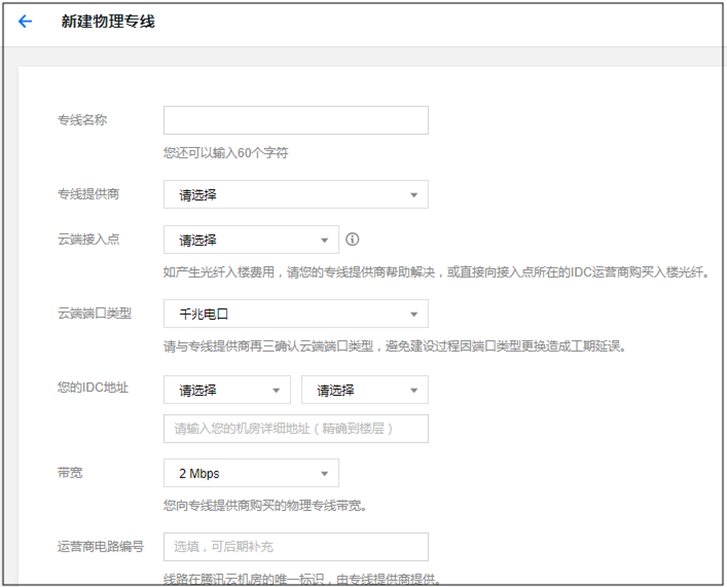 新建物理专线
专线名称
您还可以输入60个字符
专线提供商 请选择
云端接入点 请选择
如产生光纤入楼费用，请您的专线提供商帮助解决，或直接向接入点所在的IDC运营商购买入楼光纤。
云端端口类型 千兆电口
请与专线提供商再三确认云端端口类型，避免建设过程因端口类型更换造成工期延误。
您的IDC地址 请选择 请选择
请输入您的机房详细地址（精确到楼层）
带宽 2 Mbps
您向专线提供商购买的物理专线带宽。
运营商电路编号 选填，可后期补充
线路在腾讯云机房的唯一标识，由专线提供商提供。